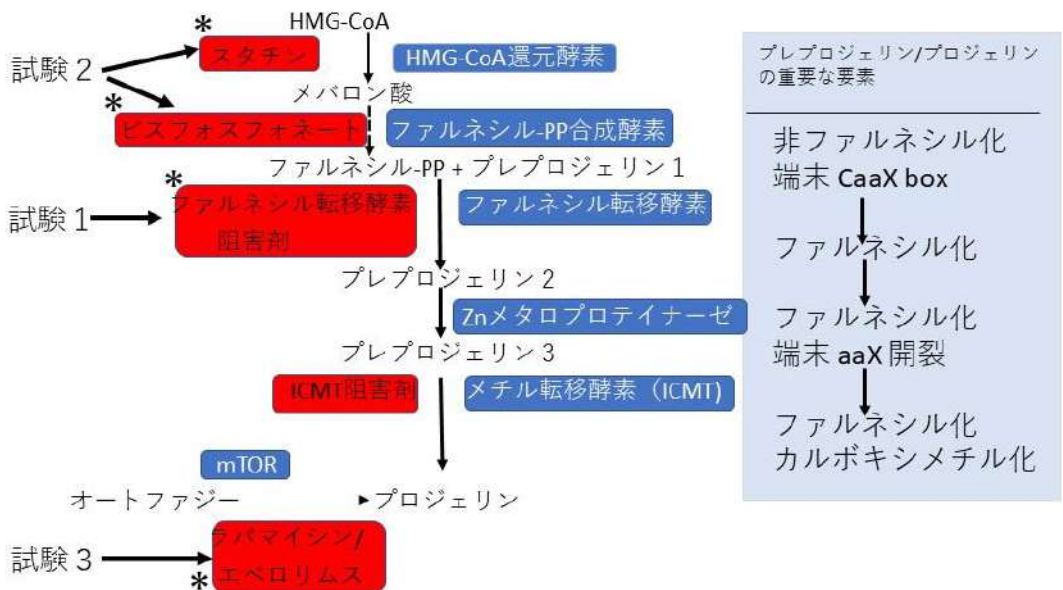 HMG-CoA
*
スタチン
HMG-CoA還元酵素
試験２
メバロン酸
*
ビスフォスフォネート
ファルネシル-PP合成酵素
ファルネシル-PP + プレプロジェリン１
*
試験１
ファルネシル転移酵素
阻害剤
ファルネシル転移酵素
プレプロジェリン２
Znメタロプロテイナーゼ
プレプロジェリン３
ICMT阻害剤
メチル転移酵素（ICMT)
mTOR
オートファジー
プロジェリン
試験３
*
ラパマイシン/
エベロリムス
プレプロジェリン/プロジェリン
の重要な要素
非ファルネシル化
端末 CaaX box
ファルネシル化
ファルネシル化
端末 aaX 開裂
ファルネシル化
カルボキシメチル化